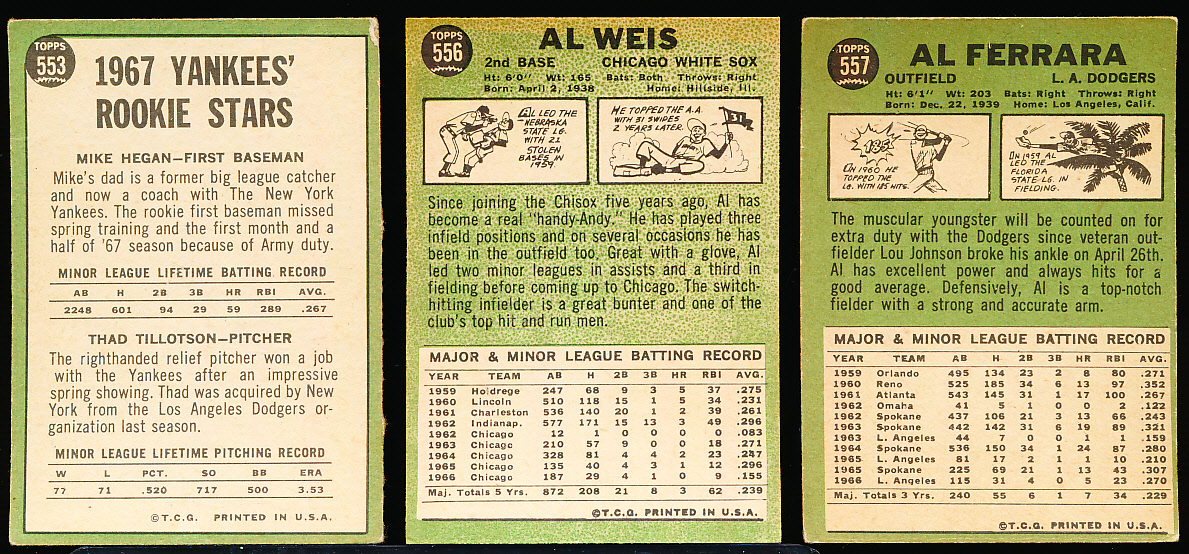 TOPPS
553
1967 YANKEES'
ROOKIE STARS
MIKE HEGAN—FIRST BASEMAN
Mike's dad is a former big league catcher
and now a coach with The New York
Yankees. The rookie first baseman missed
spring training and the first month and a
half of '67 season because of Army duty.
MINOR LEAGUE LIFETIME BATTING RECORD
AB H 2B 3B HR RBI AVG.
2248 601 94 29 59 289 .267
THAD TILLOTSON—PITCHER
The righthanded relief pitcher won a job
with the Yankees after an impressive
spring showing. Thad was acquired by New
York from the Los Angeles Dodgers or-
ganization last season.
MINOR LEAGUE LIFETIME PITCHING RECORD
W L PCT. SO BB ERA
77 71 .520 717 500 3.53
©T.C.G. PRINTED IN U.S.A.
TOPPS
556
AL WEIS
2nd BASE CHICAGO WHITE SOX
Ht: 6'0" Wt: 165 Bats: Both Throws: Right
Born: April 2, 1938 Home: Hillside, Ill.
AL LED THE
NEBRASKA
STATE LG.
WITH 21
STOLEN
BASES IN
1959.
HE TOPPED THE A.A.
WITH 31 SWIPES
2 YEARS LATER.
31
Since joining the Chisox five years ago, Al has
become a real "handy-Andy." He has played three
infield positions and on several occasions he has
been in the outfield too. Great with a glove, Al
led two minor leagues in assists and a third in
fielding before coming up to Chicago. The switch-
hitting infielder is a great bunter and one of the
club's top hit and run men.
MAJOR & MINOR LEAGUE BATTING RECORD
YEAR TEAM AB H 2B 3B HR RBI AVG.
1959 Holdrege 247 68 9 3 5 37 .275
1960 Lincoln 510 118 15 1 5 34 .231
1961 Charleston 536 140 20 1 2 39 .261
1962 Indianap. 577 171 15 13 3 49 .296
1962 Chicago 12 1 0 0 0 0 .083
1963 Chicago 210 57 9 0 0 18 .271
1964 Chicago 328 81 4 4 2 23 .247
1965 Chicago 135 40 4 3 1 12 .296
1966 Chicago 187 29 4 1 0 9 .155
Maj. Totals 5 Yrs. 872 208 21 8 3 62 .239
©T.C.G. PRINTED IN U.S.A.
TOPPS
557
AL FERRARA
OUTFIELD L. A. DODGERS
Ht: 6'1" Wt: 203 Bats: Right Throws: Right
Born: Dec. 22, 1939 Home: Los Angeles, Calif.
185
IN 1960 HE
TOPPED THE
LG. WITH 185 HITS.
IN 1959 AL
LED THE
FLORIDA
STATE LG. IN
FIELDING.
The muscular youngster will be counted on for
extra duty with the Dodgers since veteran out-
fielder Lou Johnson broke his ankle on April 26th.
Al has excellent power and always hits for a
good average. Defensively, Al is a top-notch
fielder with a strong and accurate arm.
MAJOR & MINOR LEAGUE BATTING RECORD
YEAR TEAM AB H 2B 3B HR RBI AVG.
1959 Orlando 495 134 23 2 8 80 .271
1960 Reno 525 185 34 6 13 97 .352
1961 Atlanta 543 145 31 1 17 100 .267
1962 Omaha 41 5 1 0 0 2 .122
1962 Spokane 437 106 21 3 13 66 .243
1963 Spokane 442 142 31 6 19 89 .321
1963 L. Angeles 44 7 0 0 1 1 .159
1964 Spokane 536 150 34 1 24 87 .280
1965 L. Angeles 81 17 2 1 1 10 .210
1965 Spokane 225 69 21 1 13 43 .307
1966 L. Angeles 115 31 4 0 5 23 .270
Maj. Totals 3 Yrs. 240 55 6 1 7 34 .229
©T.C.G. PRINTED IN U.S.A.